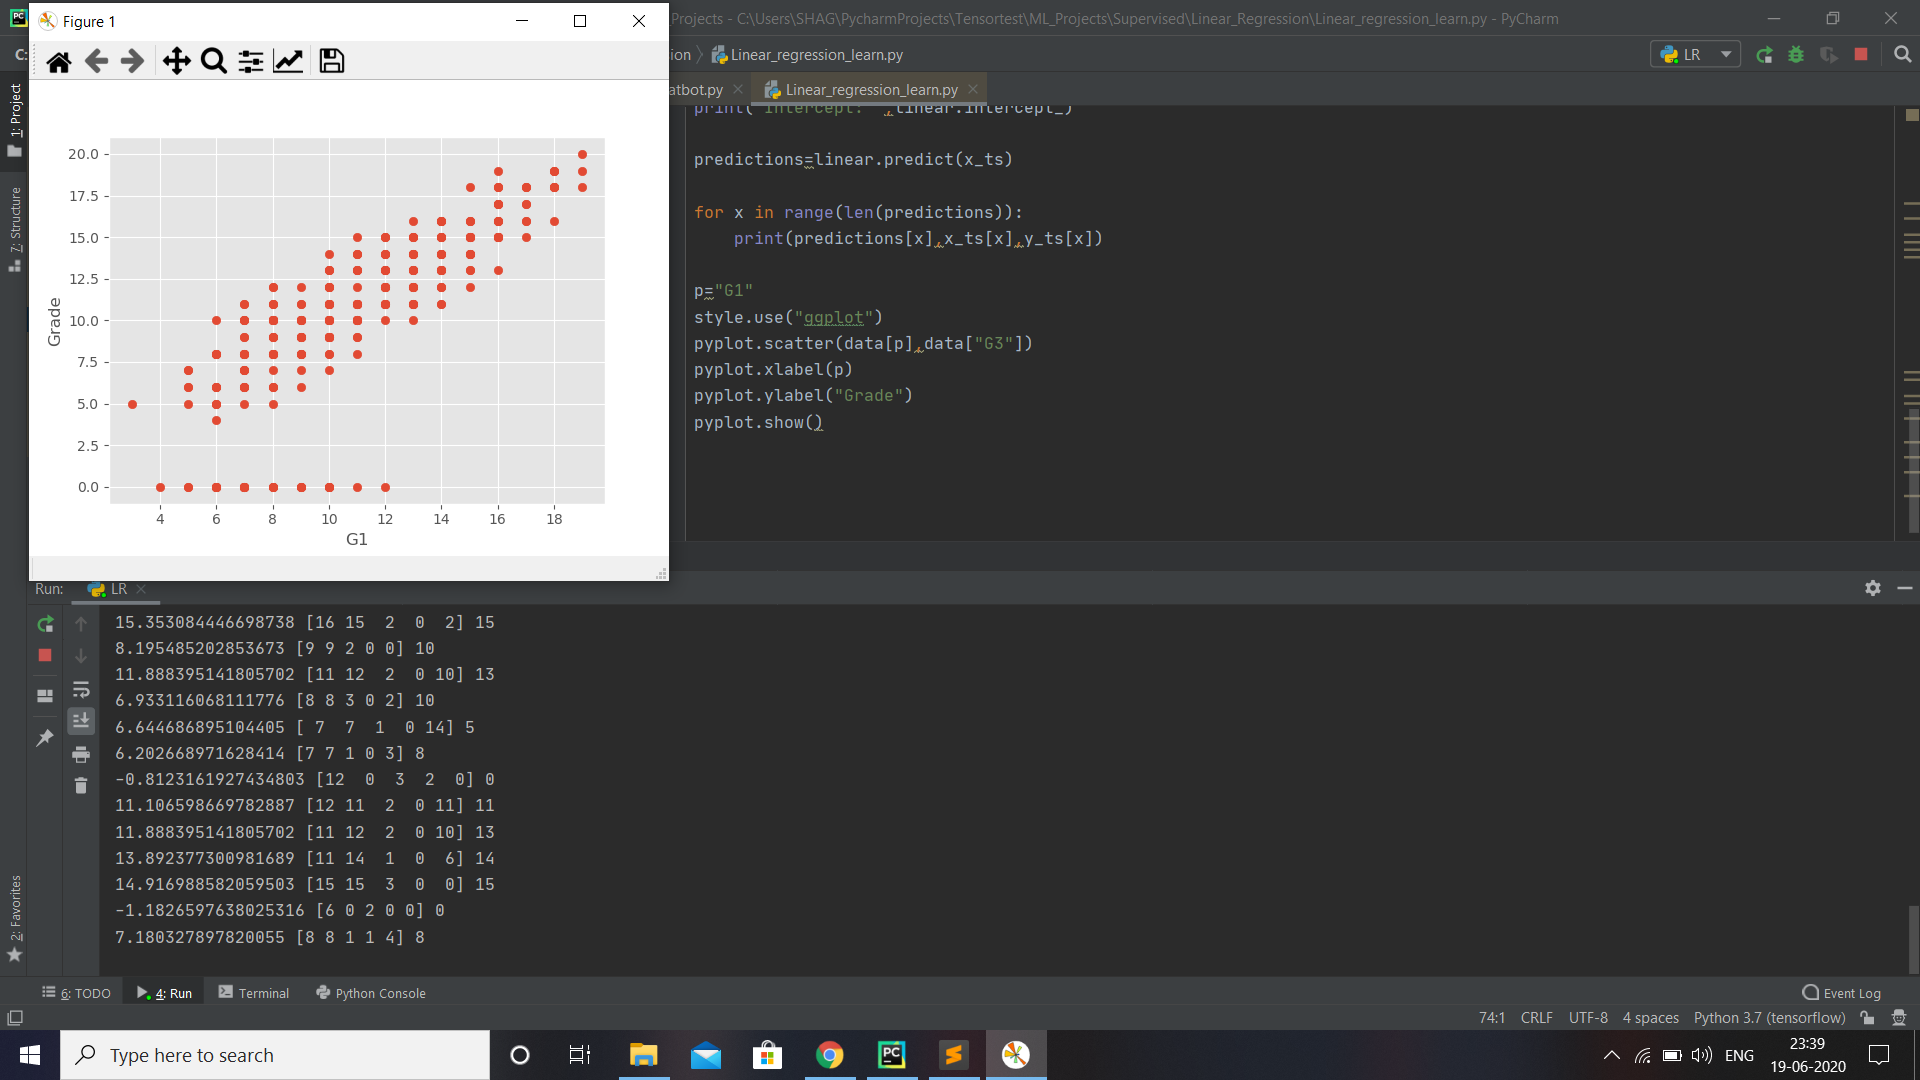 Figure 1
_Projects - C:\Users\SHAG\PycharmProjects\Tensortest\ML_Projects\Supervised\Linear_Regression\Linear_regression_learn.py - PyCharm
C:
ion
Linear_regression_learn.py
LR
atbot.py
Linear_regression_learn.py
1: Project
7: Structure
2: Favorites
20.0
17.5
15.0
12.5
10.0
7.5
5.0
2.5
0.0
Grade
4 6 8 10 12 14 16 18
G1
print("Intercept: ",linear.intercept_)
predictions=linear.predict(x_ts)
for x in range(len(predictions)):
print(predictions[x],x_ts[x],y_ts[x])
p="G1"
style.use("ggplot")
pyplot.scatter(data[p],data["G3"])
pyplot.xlabel(p)
pyplot.ylabel("Grade")
pyplot.show()
Run: LR
15.353084446698738 [16 15  2  0  2] 15
8.195485202853673 [9 9 2 0 0] 10
11.888395141805702 [11 12  2  0 10] 13
6.933116068111776 [8 8 3 0 2] 10
6.644686895104405 [ 7  7  1  0 14] 5
6.202668971628414 [7 7 1 0 3] 8
-0.8123161927434803 [12  0  3  2  0] 0
11.106598669782887 [12 11  2  0 11] 11
11.888395141805702 [11 12  2  0 10] 13
13.892377300981689 [11 14  1  0  6] 14
14.916988582059503 [15 15  3  0  0] 15
-1.1826597638025316 [6 0 2 0 0] 0
7.180327897820055 [8 8 1 1 4] 8
6: TODO 4: Run Terminal Python Console Event Log
74:1 CRLF UTF-8 4 spaces Python 3.7 (tensorflow)
Type here to search
ENG
23:39
19-06-2020